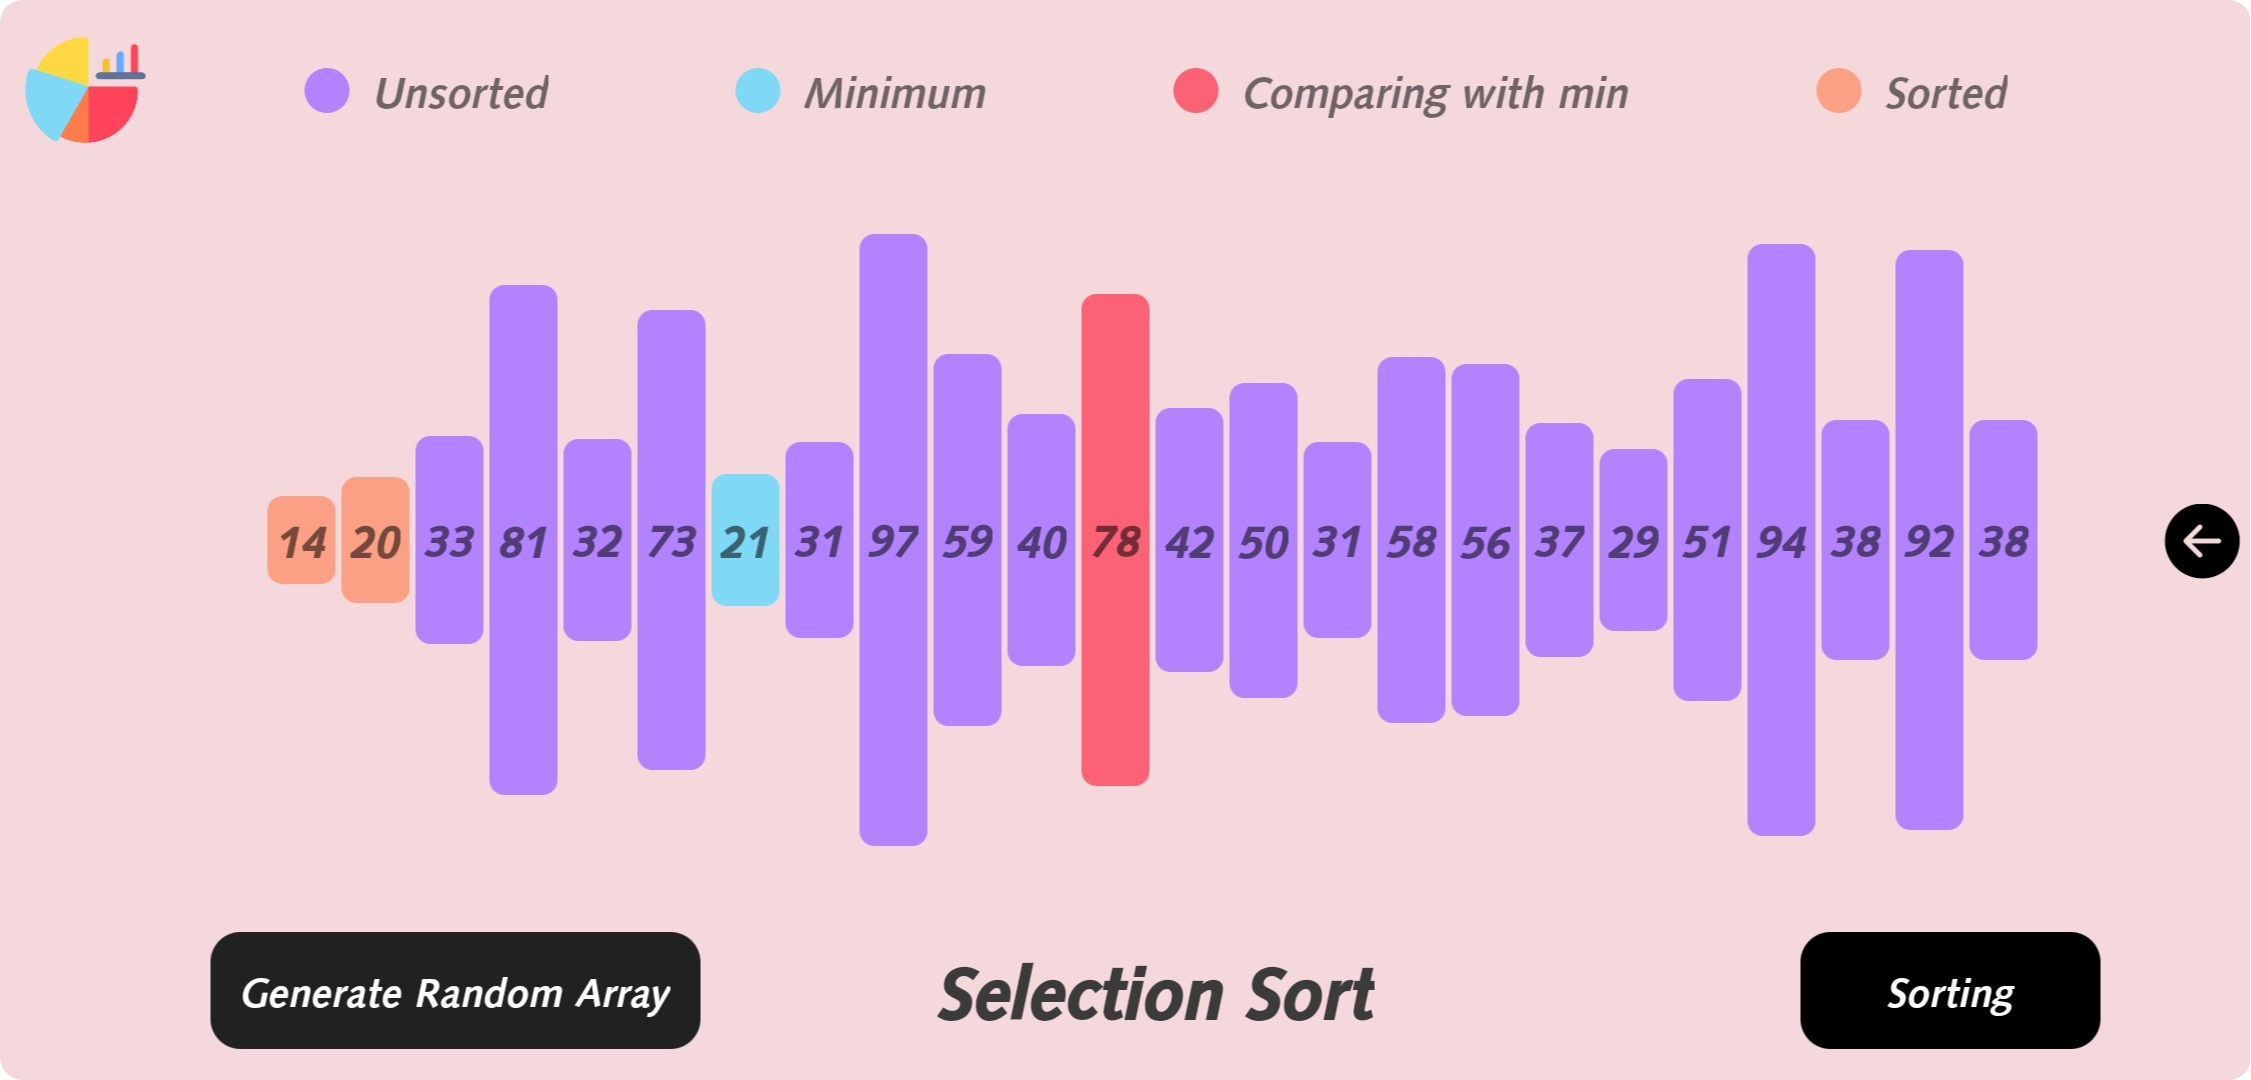 Unsorted Minimum Comparing with min Sorted
14 20 33 81 32 73 21 31 97 59 40 78 42 50 31 58 56 37 29 51 94 38 92 38
Generate Random Array Selection Sort Sorting